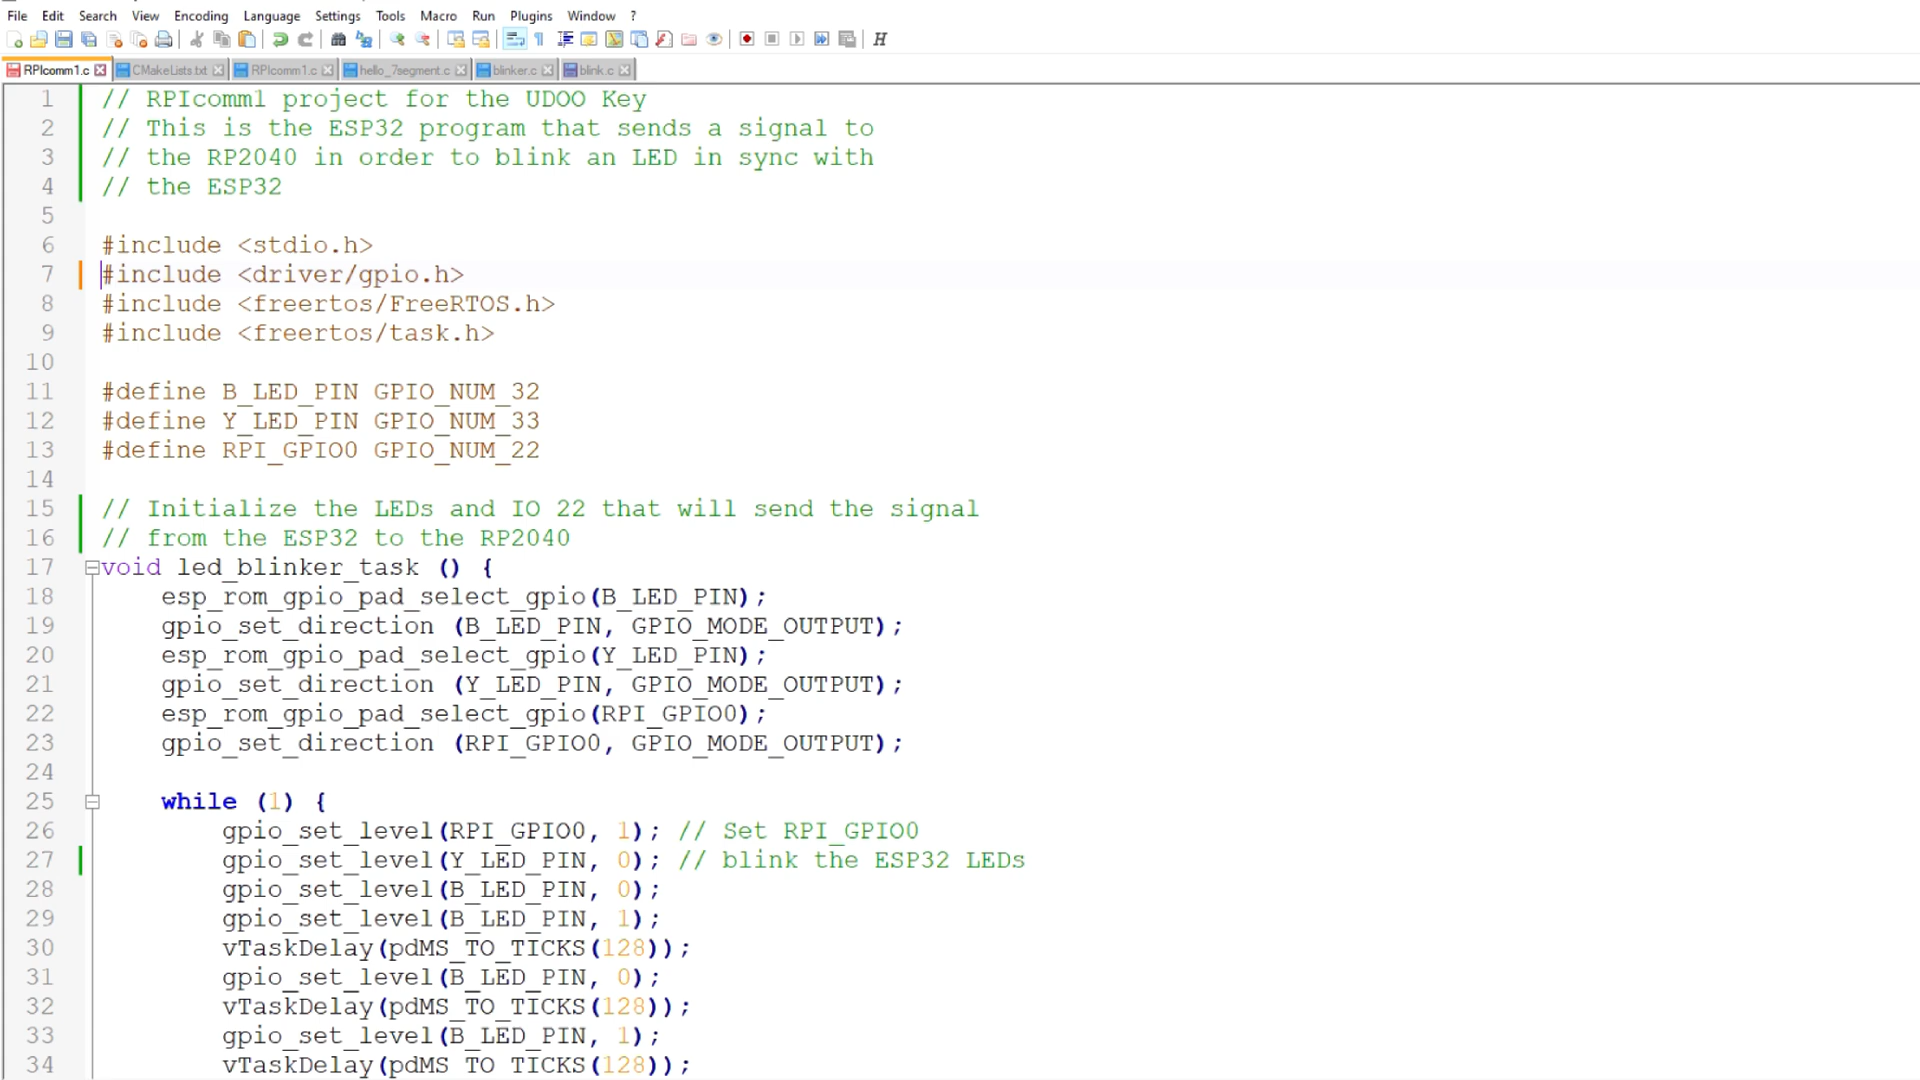 File Edit Search View Encoding Language Settings Tools Macro Run Plugins Window ?
H
RPIcomm1.c CMakeLists.txt RPIcomm1.c hello_7segment.c blinker.c blink.c
1 // RPIcomm1 project for the UDOO Key
2 // This is the ESP32 program that sends a signal to
3 // the RP2040 in order to blink an LED in sync with
4 // the ESP32
5
6 #include <stdio.h>
7 #include <driver/gpio.h>
8 #include <freertos/FreeRTOS.h>
9 #include <freertos/task.h>
10
11 #define B_LED_PIN GPIO_NUM_32
12 #define Y_LED_PIN GPIO_NUM_33
13 #define RPI_GPIO0 GPIO_NUM_22
14
15 // Initialize the LEDs and IO 22 that will send the signal
16 // from the ESP32 to the RP2040
17 void led_blinker_task () {
18 esp_rom_gpio_pad_select_gpio(B_LED_PIN);
19 gpio_set_direction (B_LED_PIN, GPIO_MODE_OUTPUT);
20 esp_rom_gpio_pad_select_gpio(Y_LED_PIN);
21 gpio_set_direction (Y_LED_PIN, GPIO_MODE_OUTPUT);
22 esp_rom_gpio_pad_select_gpio(RPI_GPIO0);
23 gpio_set_direction (RPI_GPIO0, GPIO_MODE_OUTPUT);
24
25 while (1) {
26 gpio_set_level(RPI_GPIO0, 1); // Set RPI_GPIO0
27 gpio_set_level(Y_LED_PIN, 0); // blink the ESP32 LEDs
28 gpio_set_level(B_LED_PIN, 0);
29 gpio_set_level(B_LED_PIN, 1);
30 vTaskDelay(pdMS_TO_TICKS(128));
31 gpio_set_level(B_LED_PIN, 0);
32 vTaskDelay(pdMS_TO_TICKS(128));
33 gpio_set_level(B_LED_PIN, 1);
34 vTaskDelay(pdMS_TO_TICKS(128));